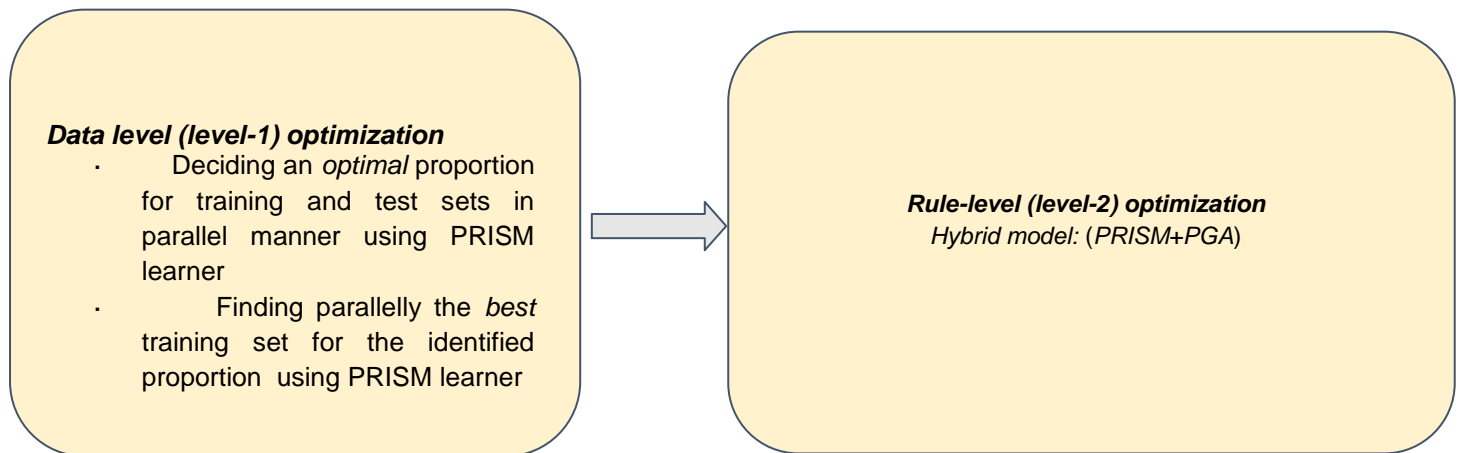 Data level (level-1) optimization
· Deciding an optimal proportion
for training and test sets in
parallel manner using PRISM
learner
· Finding parallelly the best
training set for the identified
proportion using PRISM learner
Rule-level (level-2) optimization
Hybrid model: (PRISM+PGA)